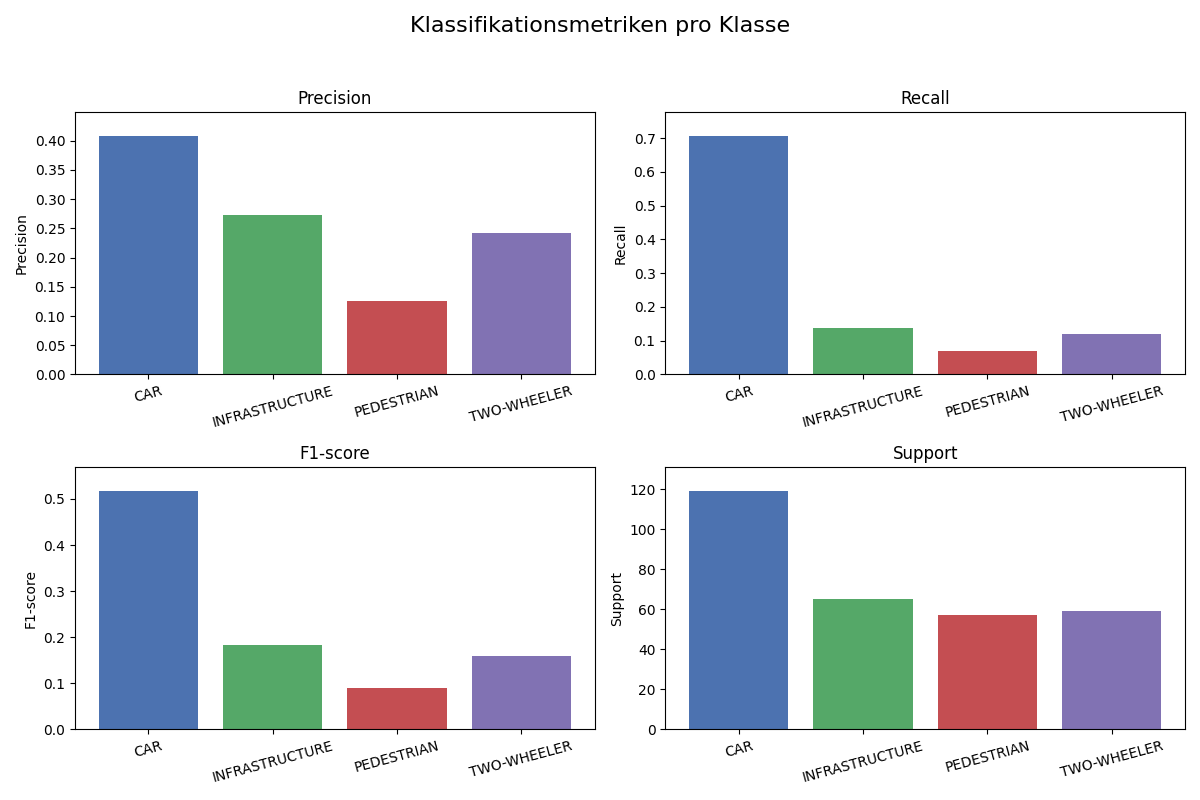 Klassifikationsmetriken pro Klasse
Precision
Precision
0.40
0.35
0.30
0.25
0.20
0.15
0.10
0.05
0.00
CAR
INFRASTRUCTURE
PEDESTRIAN
TWO-WHEELER
Recall
Recall
0.7
0.6
0.5
0.4
0.3
0.2
0.1
0.0
CAR
INFRASTRUCTURE
PEDESTRIAN
TWO-WHEELER
F1-score
F1-score
0.5
0.4
0.3
0.2
0.1
0.0
CAR
INFRASTRUCTURE
PEDESTRIAN
TWO-WHEELER
Support
Support
120
100
80
60
40
20
0
CAR
INFRASTRUCTURE
PEDESTRIAN
TWO-WHEELER